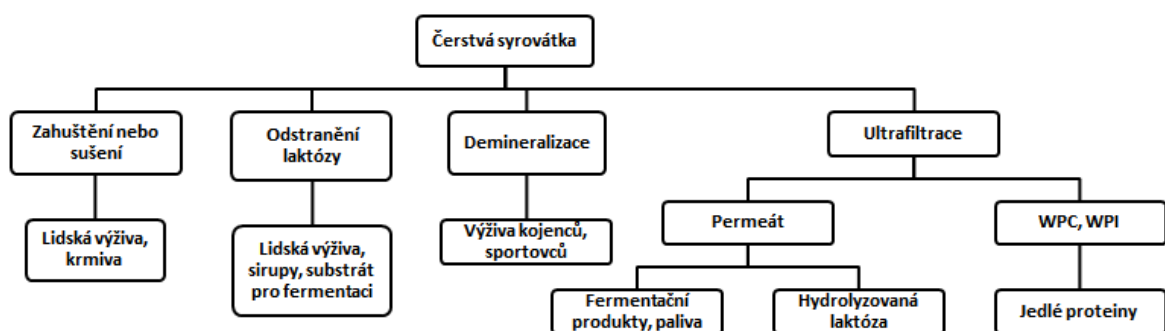 Čerstvá syrovátka
Zahuštění nebo
sušení
Odstranění
laktózy
Demineralizace
Ultrafiltrace
Lidská výživa,
krmiva
Lidská výživa,
sirupy, substrát
pro fermentaci
Výživa kojenců,
sportovců
Permeát
WPC, WPI
Fermentační
produkty, paliva
Hydrolyzovaná
laktóza
Jedlé proteiny